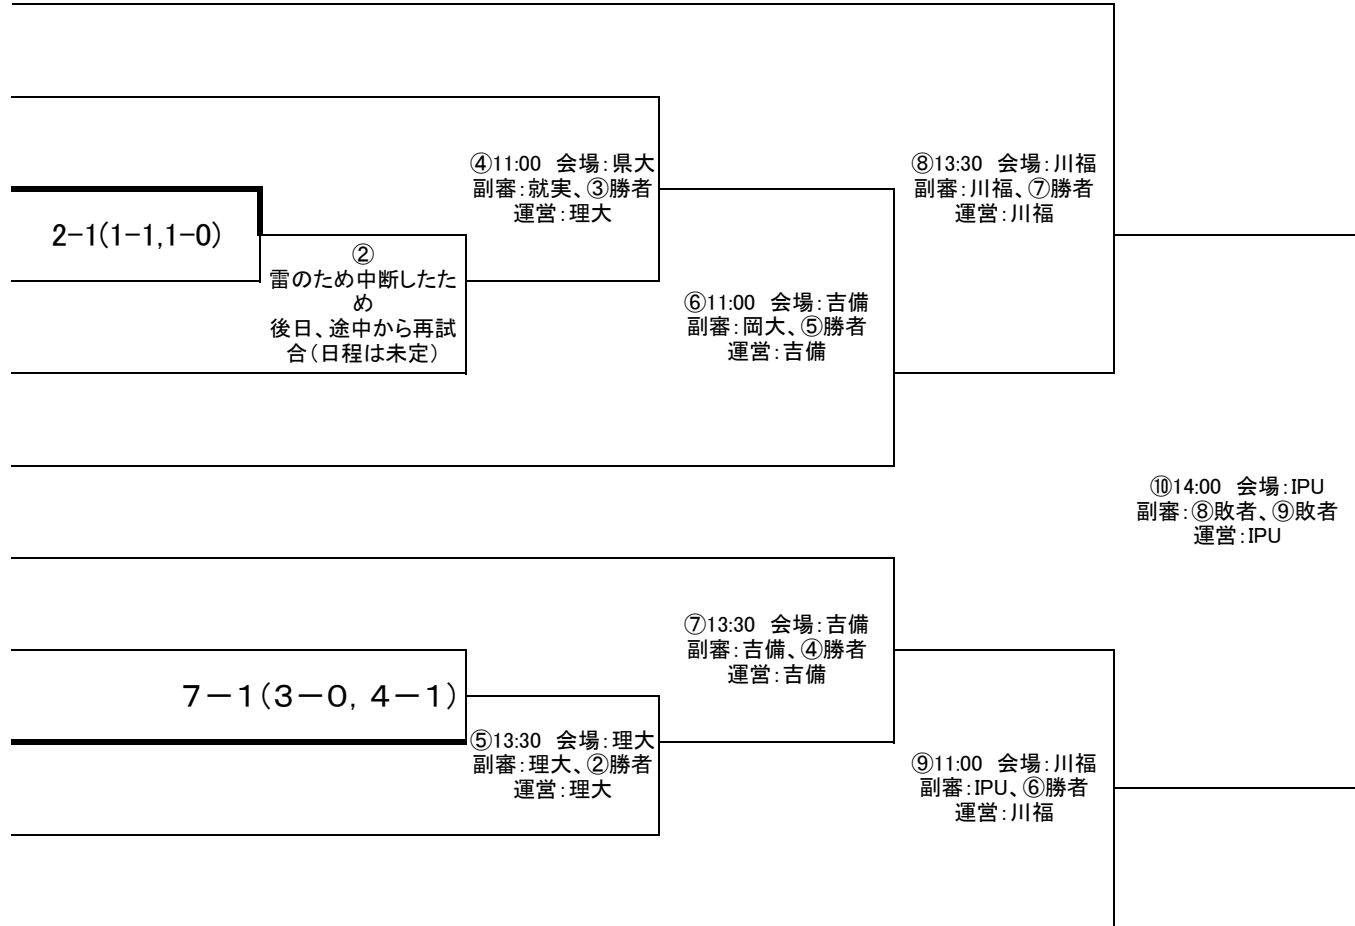 ④11:00 会場:県大
副審:就実、③勝者
運営:理大
⑧13:30 会場:川福
副審:川福、⑦勝者
運営:川福
2-1(1-1,1-0)
②
雷のため中断したた
め
後日、途中から再試
合(日程は未定)
⑥11:00 会場:吉備
副審:岡大、⑤勝者
運営:吉備
⑩14:00 会場:IPU
副審:⑧敗者、⑨敗者
運営:IPU
⑦13:30 会場:吉備
副審:吉備、④勝者
運営:吉備
7-1(3-0,4-1)
⑤13:30 会場:理大
副審:理大、②勝者
運営:理大
⑨11:00 会場:川福
副審:IPU、⑥勝者
運営:川福